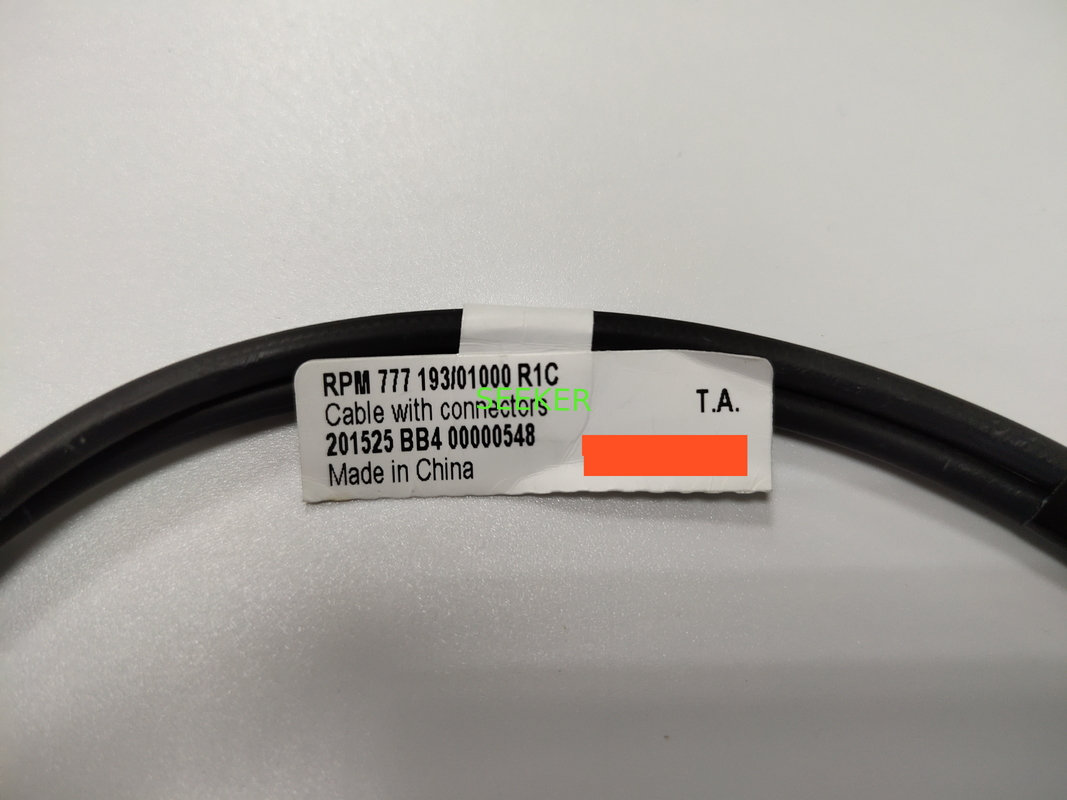 RPM 777 193/01000 R1C
Cable with connectors
T.A.
201525 BB4 00000548
Made in China
SEEKER